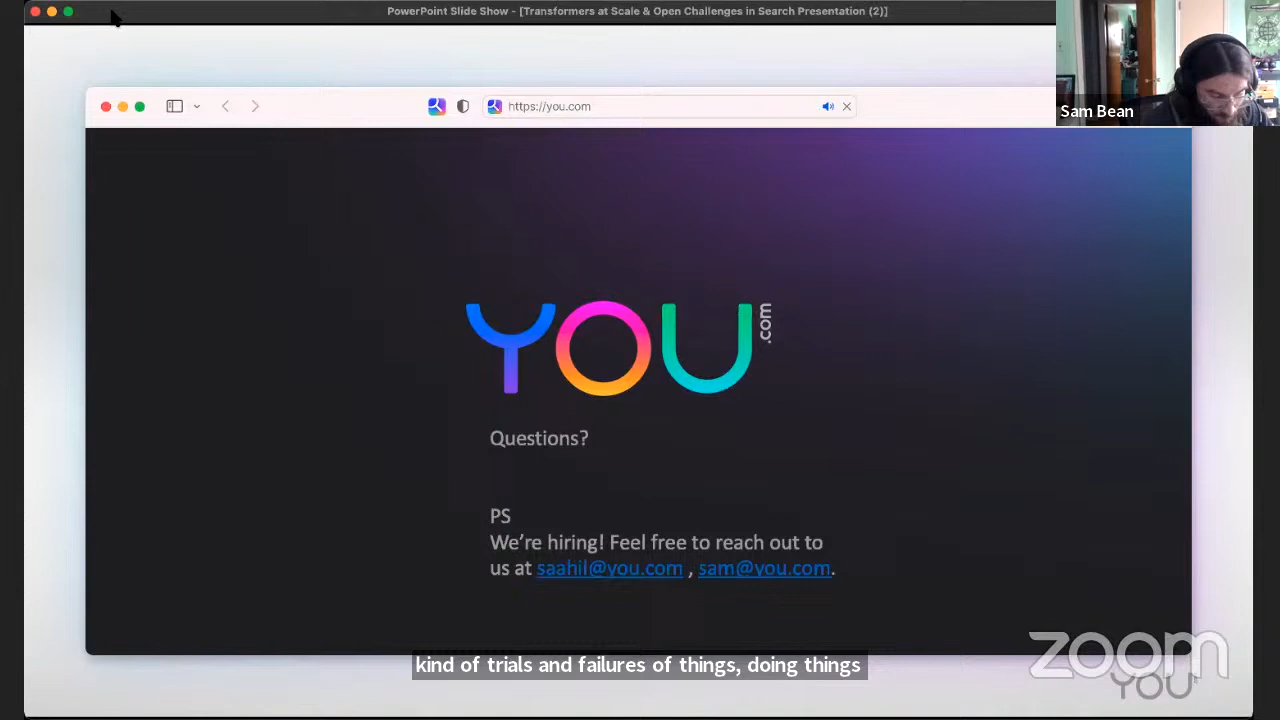 PowerPoint Slide Show - [Transformers at Scale & Open Challenges in Search Presentation (2)]
https://you.com
Sam Bean
YOU.com
Questions?
PS
We're hiring! Feel free to reach out to
us at saahil@you.com , sam@you.com.
kind of trials and failures of things, doing things
zoom
YOU